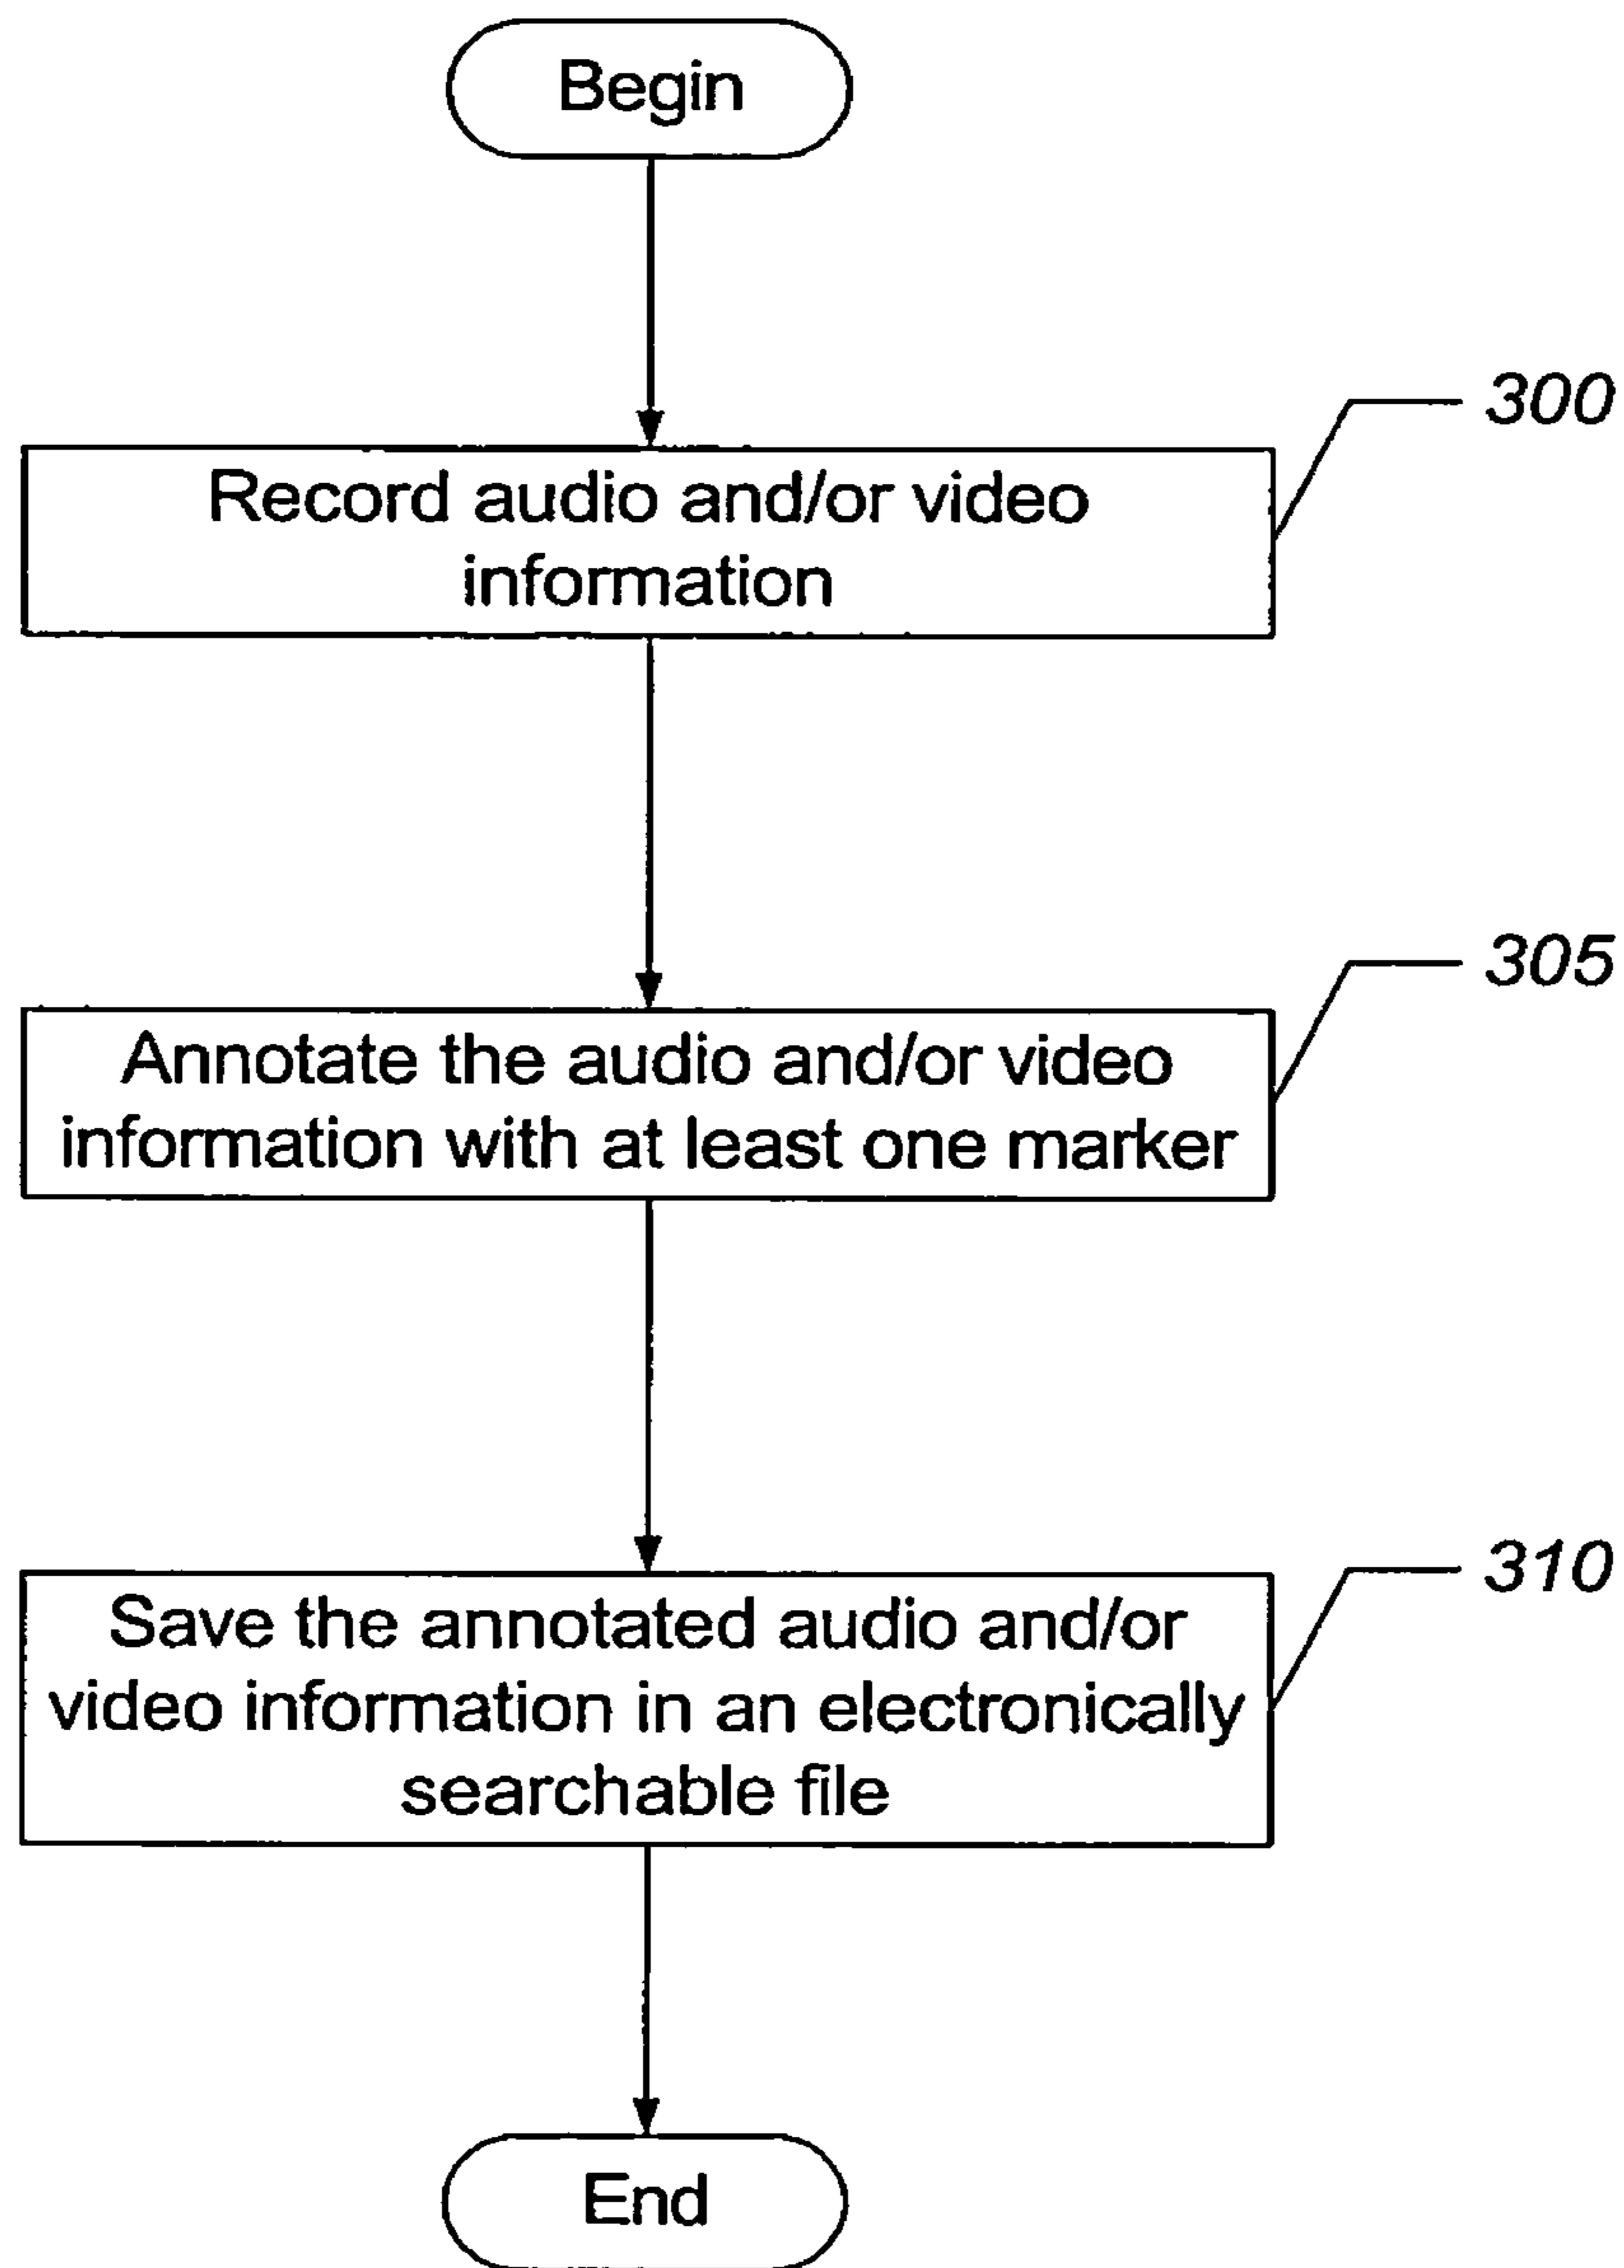 Begin
300
Record audio and/or video
information
305
Annotate the audio and/or video
information with at least one marker
310
Save the annotated audio and/or
video information in an electronically
searchable file
End